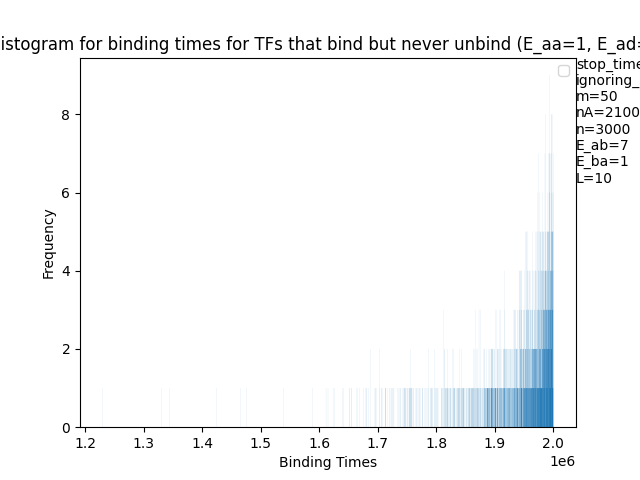 istogram for binding times for TFs that bind but never unbind (E_aa=1, E_ad=
stop_time
ignoring_
m=50
nA=2100
n=3000
E_ab=7
E_ba=1
L=10
Frequency
8
6
4
2
0
1.2 1.3 1.4 1.5 1.6 1.7 1.8 1.9 2.0
1e6
Binding Times